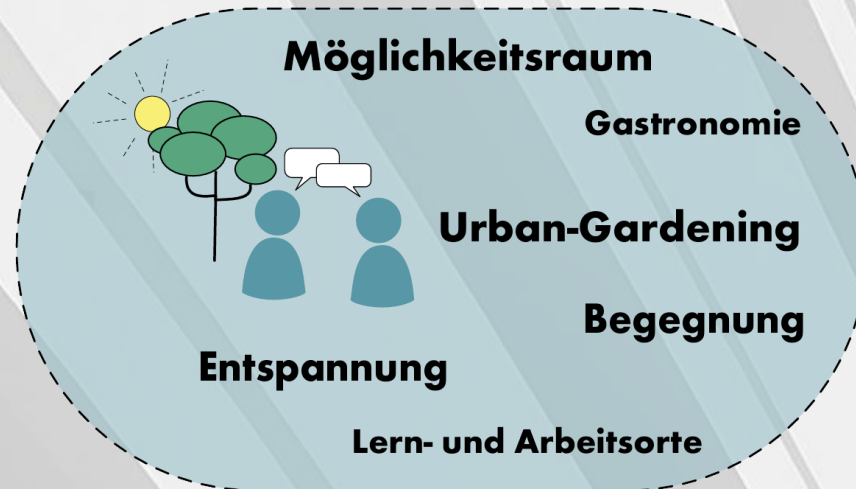 Möglichkeitsraum
Gastronomie
Urban-Gardening
Begegnung
Entspannung
Lern- und Arbeitsorte